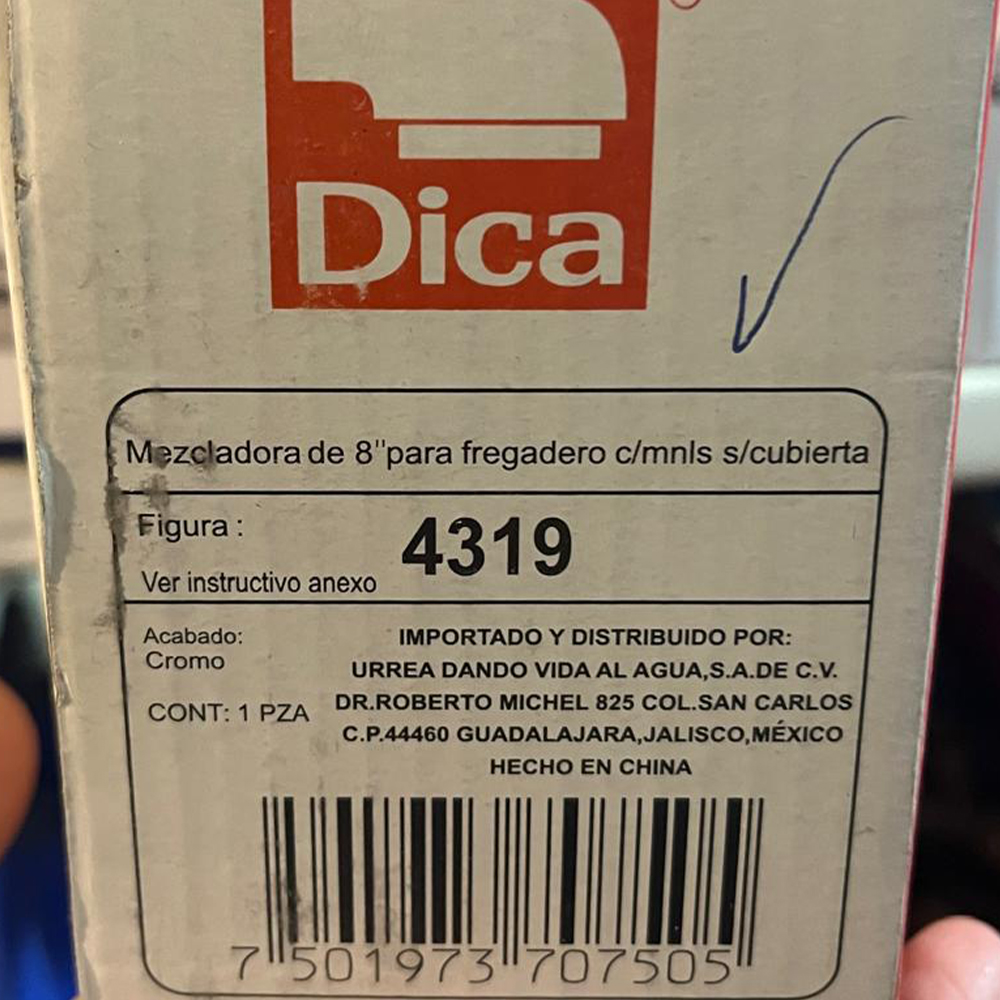 Dica
Mezcladora de 8"para fregadero c/mnls s/cubierta
Figura :
4319
Ver instructivo anexo
Acabado:
Cromo
CONT: 1 PZA
IMPORTADO Y DISTRIBUIDO POR:
URREA DANDO VIDA AL AGUA,S.A.DE C.V.
DR.ROBERTO MICHEL 825 COL.SAN CARLOS
C.P.44460 GUADALAJARA,JALISCO,MÉXICO
HECHO EN CHINA
7 501973 707505